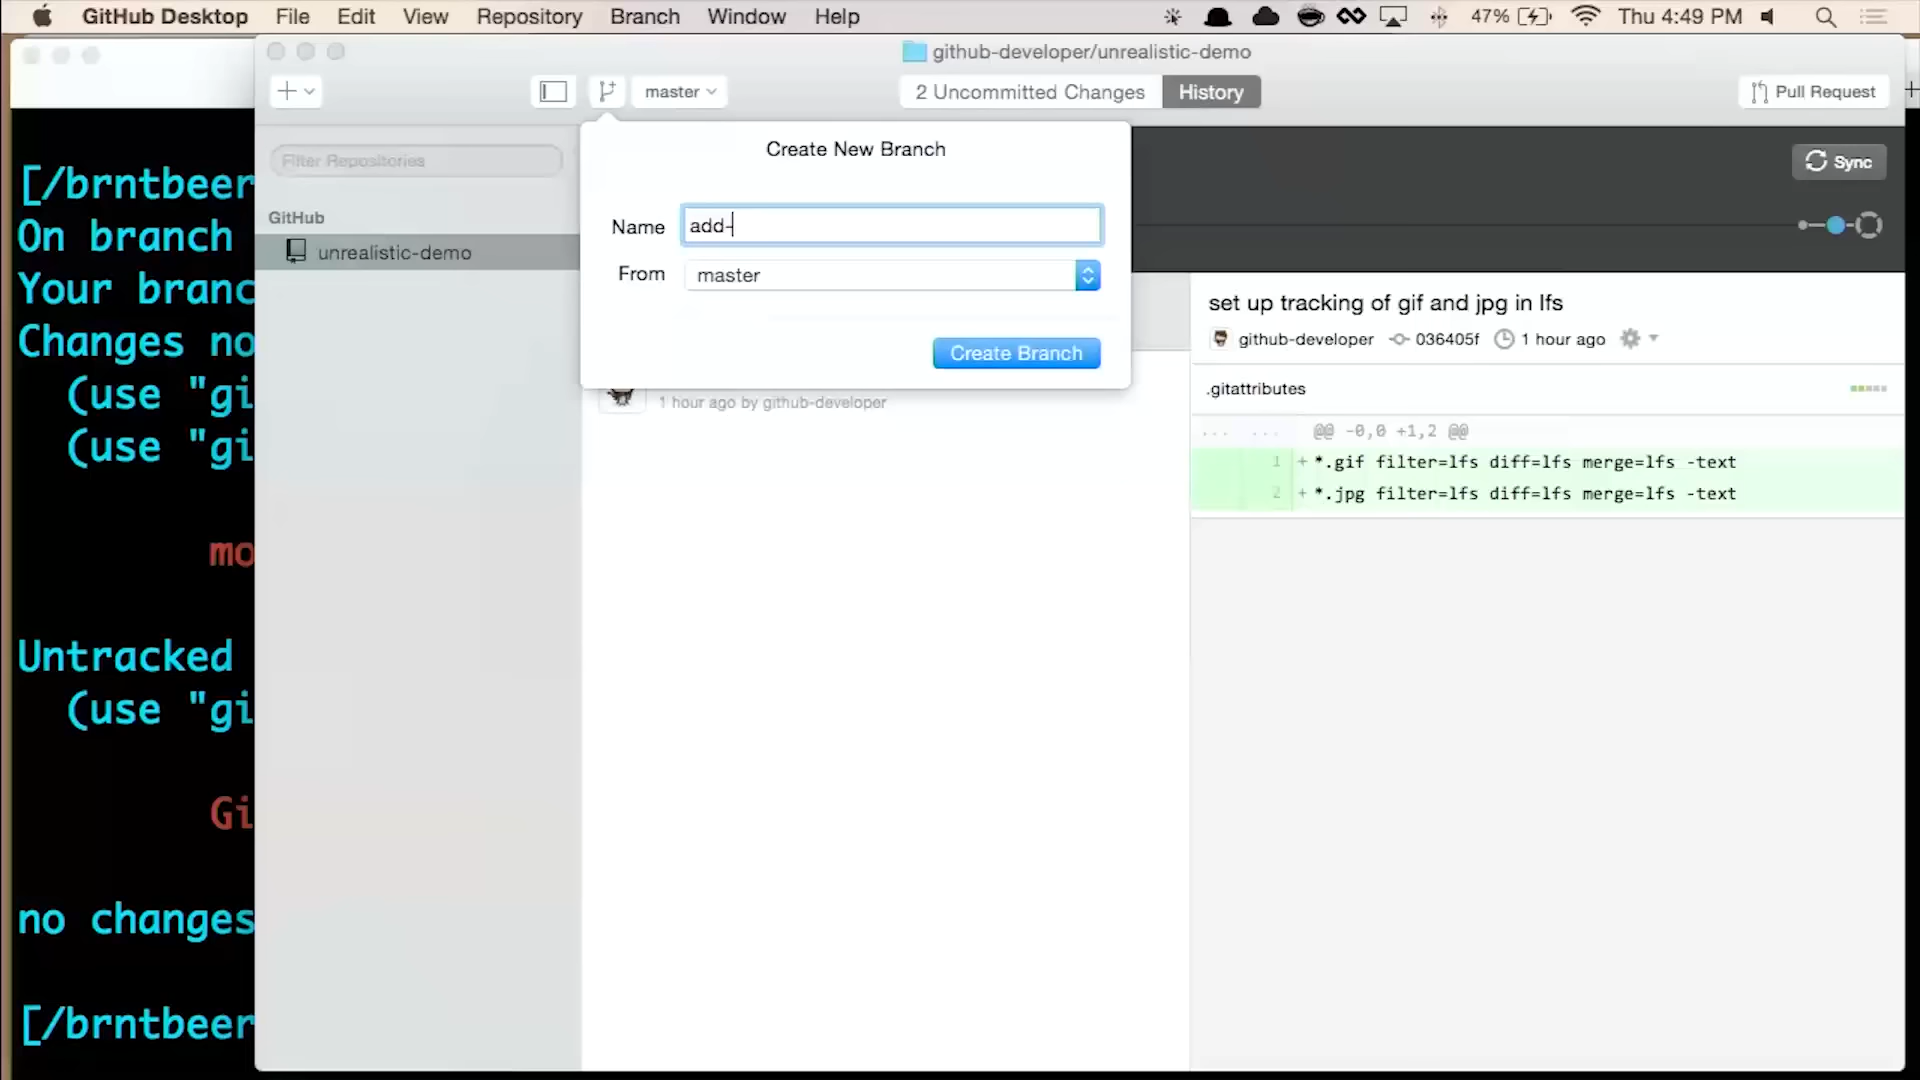 GitHub Desktop File Edit View Repository Branch Window Help 47% Thu 4:49 PM
github-developer/unrealistic-demo
master 2 Uncommitted Changes History Pull Request
Filter Repositories
GitHub
unrealistic-demo
Create New Branch
Name add-
From master
Create Branch
1 hour ago by github-developer
Sync
set up tracking of gif and jpg in lfs
github-developer 036405f 1 hour ago
.gitattributes
... ... @@ -0,0 +1,2 @@
1 + *.gif filter=lfs diff=lfs merge=lfs -text
2 + *.jpg filter=lfs diff=lfs merge=lfs -text
[/brntbeer
On branch
Your branc
Changes no
(use "gi
(use "gi
mo
Untracked
(use "gi
Gi
no changes
[/brntbeer